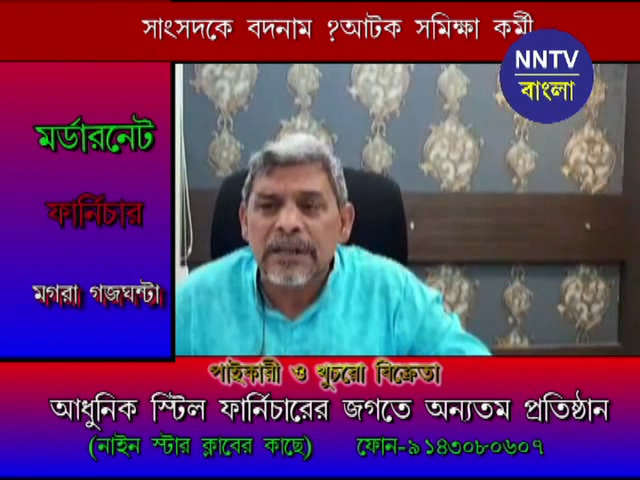 সাংসদকে বদনাম ?আটক সমিক্ষা কর্মী
NNTV
বাংলা
মর্ডারনেট
ফার্নিচার
মগরা গজঘন্টা
পাইকারী ও খুচরো বিক্রেতা
আধুনিক স্টিল ফার্নিচারের জগতে অন্যতম প্রতিষ্ঠান
(নাইন স্টার ক্লাবের কাছে) ফোন-৯১৪৩০৮০৬০৭